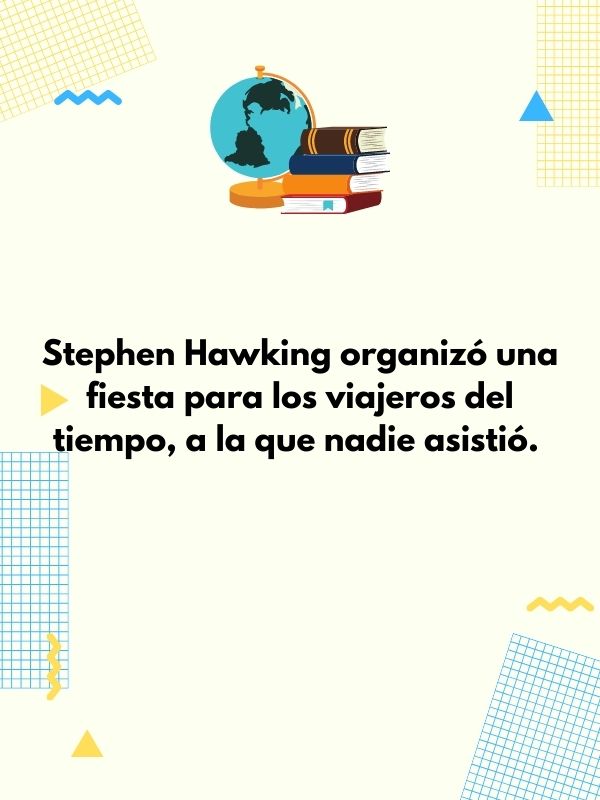 Stephen Hawking organizó una
fiesta para los viajeros del
tiempo, a la que nadie asistió.